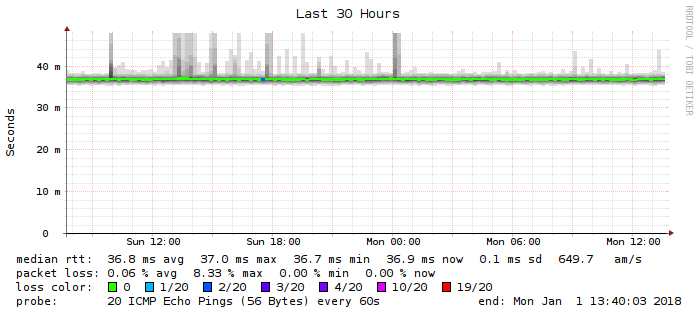 Last 30 Hours
RRDTOOL / TOBI OETIKER
Seconds
40 m
30 m
20 m
10 m
0
Sun 12:00 Sun 18:00 Mon 00:00 Mon 06:00 Mon 12:00
median rtt: 36.8 ms avg 37.0 ms max 36.7 ms min 36.9 ms now 0.1 ms sd 649.7 am/s
packet loss: 0.06 % avg 8.33 % max 0.00 % min 0.00 % now
loss color: 0 1/20 2/20 3/20 4/20 10/20 19/20
probe: 20 ICMP Echo Pings (56 Bytes) every 60s end: Mon Jan 1 13:40:03 2018